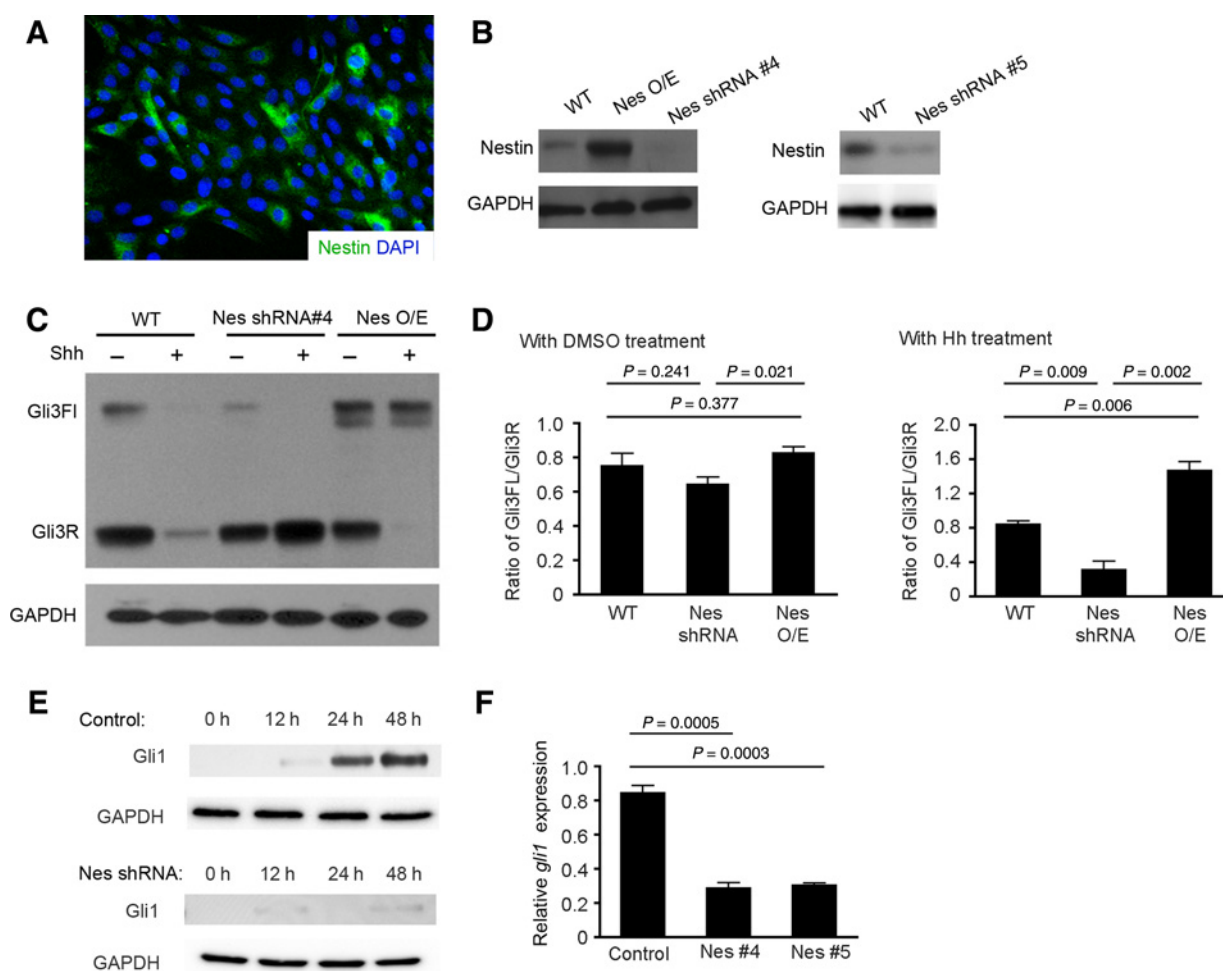 A
Nestin DAPI
B
WT
Nes O/E
Nes shRNA #4
Nestin
GAPDH
WT
Nes shRNA #5
Nestin
GAPDH
C
WT Nes shRNA#4 Nes O/E
Shh – + – + – +
Gli3Fl
Gli3R
GAPDH
D
With DMSO treatment
P = 0.241 P = 0.021
P = 0.377
Ratio of Gli3FL/Gli3R
1.0
0.8
0.6
0.4
0.2
0
WT Nes shRNA Nes O/E
With Hh treatment
P = 0.009 P = 0.002
P = 0.006
Ratio of Gli3FL/Gli3R
2.0
1.6
1.2
0.8
0.4
0
WT Nes shRNA Nes O/E
E
Control: 0 h 12 h 24 h 48 h
Gli1
GAPDH
Nes shRNA: 0 h 12 h 24 h 48 h
Gli1
GAPDH
F
P = 0.0005
P = 0.0003
Relative gli1 expression
1.0
0.8
0.6
0.4
0.2
0
Control Nes #4 Nes #5